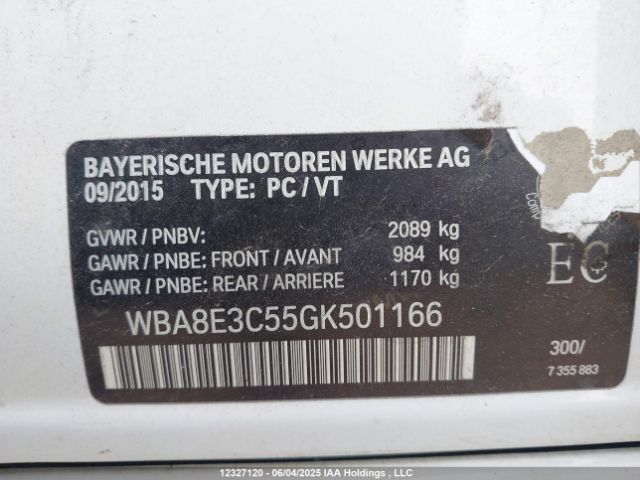 BAYERISCHE MOTOREN WERKE AG
09/2015 TYPE: PC / VT
GVWR / PNBV: 2089 kg
GAWR / PNBE: FRONT / AVANT 984 kg
GAWR / PNBE: REAR / ARRIERE 1170 kg
EC
WBA8E3C55GK501166
300/
7 355 883
12327120 - 06/04/2025 IAA Holdings , LLC